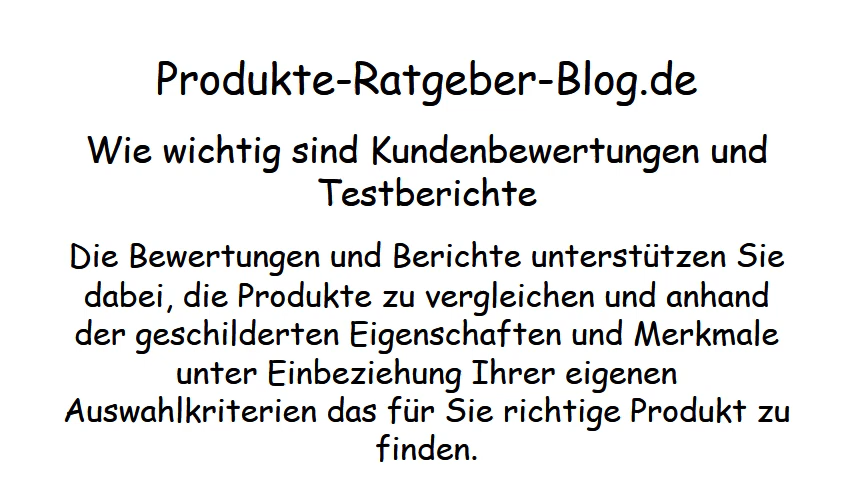 Produkte-Ratgeber-Blog.de
Wie wichtig sind Kundenbewertungen und
Testberichte
Die Bewertungen und Berichte unterstützen Sie
dabei, die Produkte zu vergleichen und anhand
der geschilderten Eigenschaften und Merkmale
unter Einbeziehung Ihrer eigenen
Auswahlkriterien das für Sie richtige Produkt zu
finden.